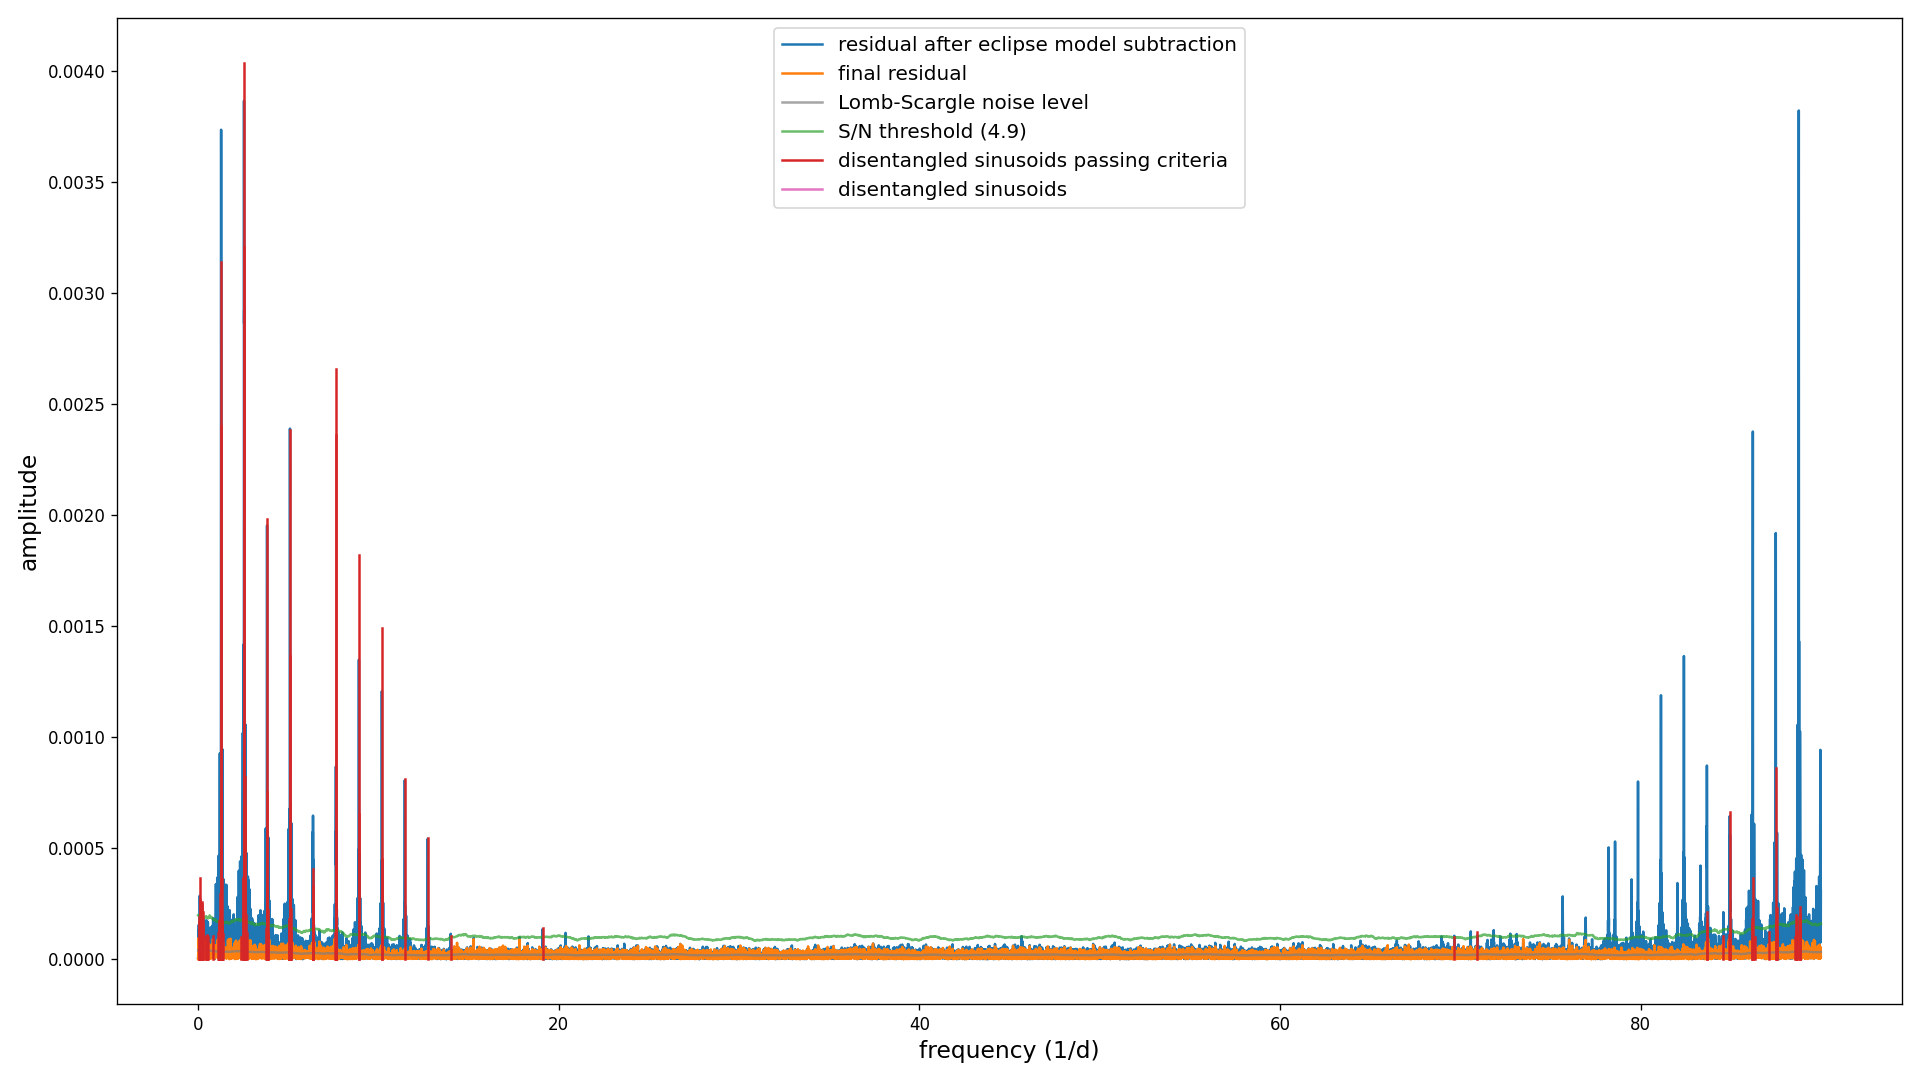 residual after eclipse model subtraction
final residual
Lomb-Scargle noise level
S/N threshold (4.9)
disentangled sinusoids passing criteria
disentangled sinusoids
amplitude
0.0040
0.0035
0.0030
0.0025
0.0020
0.0015
0.0010
0.0005
0.0000
0 20 40 60 80
frequency (1/d)